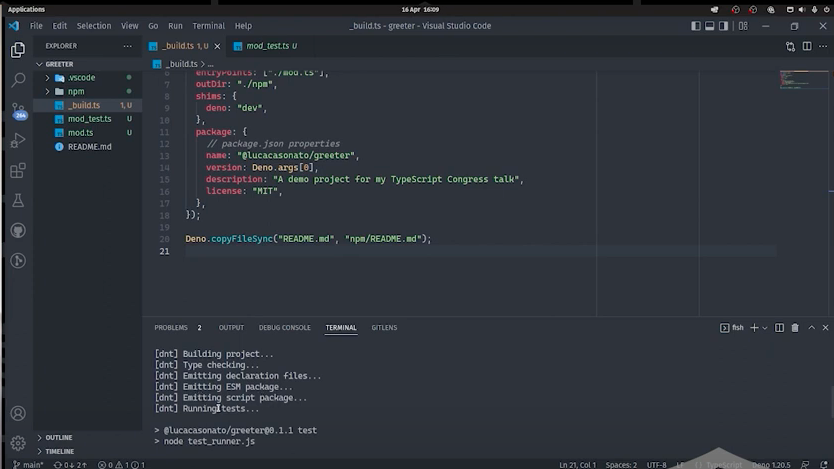 Applications
16 Apr 16:09
File Edit Selection View Go Run Terminal Help
_build.ts - greeter - Visual Studio Code
EXPLORER
_build.ts 1, U
mod_test.ts U
GREETER
_build.ts > ...
.vscode
npm
_build.ts 1, U
mod_test.ts U
mod.ts U
README.md
264
6 entryPoints: ["./mod.ts"],
7 outDir: "./npm",
8 shims: {
9 deno: "dev",
10 },
11 package: {
12 // package.json properties
13 name: "@lucacasonato/greeter",
14 version: Deno.args[0],
15 description: "A demo project for my TypeScript Congress talk",
16 license: "MIT",
17 },
18 });
19
20 Deno.copyFileSync("README.md", "npm/README.md");
21
PROBLEMS 2 OUTPUT DEBUG CONSOLE TERMINAL GITLENS
fish
[dnt] Building project...
[dnt] Type checking...
[dnt] Emitting declaration files...
[dnt] Emitting ESM package...
[dnt] Emitting script package...
[dnt] Running tests...
> @lucacasonato/greeter@0.1.1 test
> node test_runner.js
OUTLINE
TIMELINE
main* 0↓ 2↑ 0 1 1
Ln 21, Col 1 Spaces: 2 UTF-8 LF {} TypeScript Deno 1.20.5